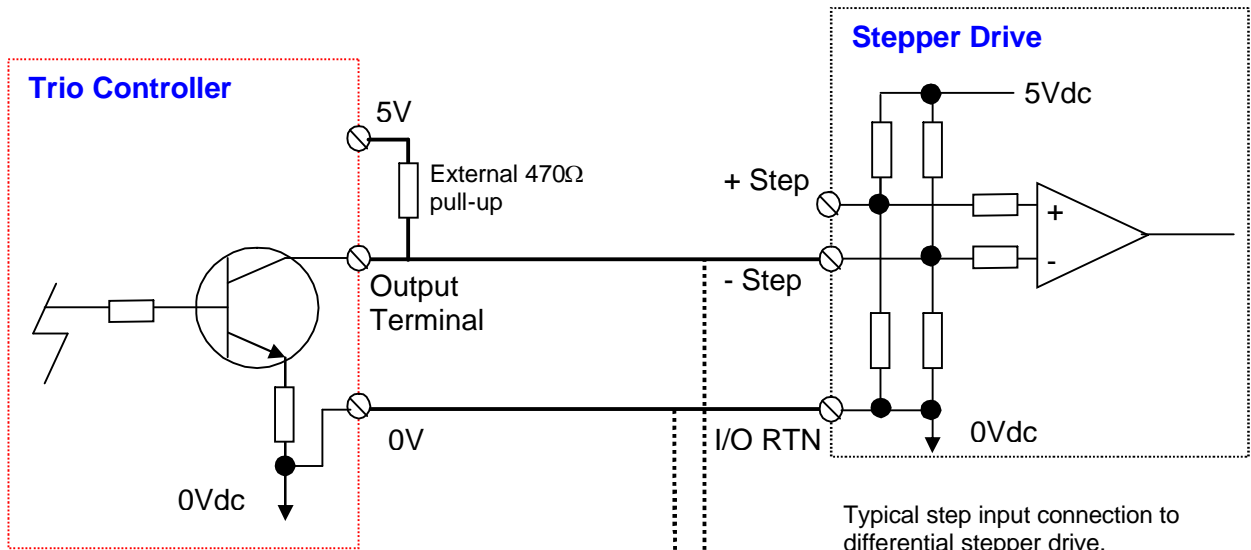 Stepper Drive
Trio Controller
5V
5Vdc
External 470Ω
pull-up
+ Step
+
-
Output
Terminal
- Step
0V
I/O RTN
0Vdc
0Vdc
Typical step input connection to
differential stepper drive.